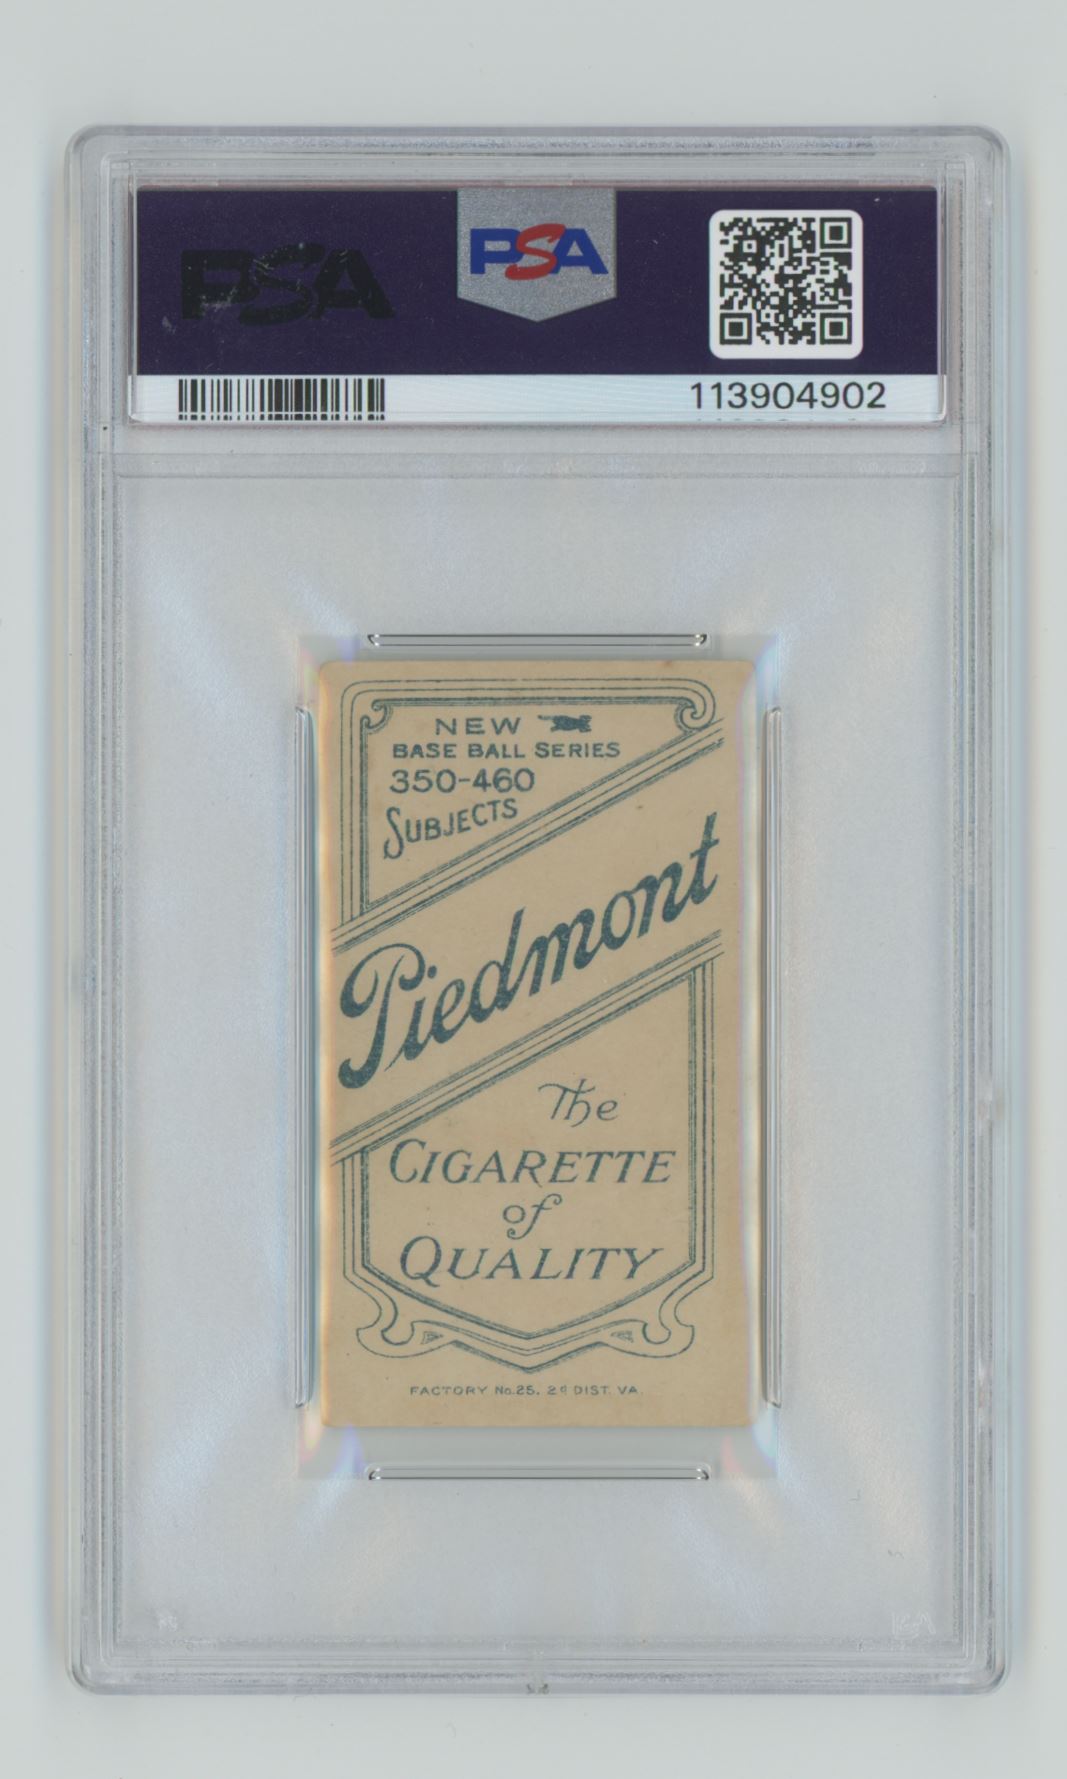 PSA
PSA
113904902
NEW
BASE BALL SERIES
350-460
SUBJECTS
Piedmont
The
CIGARETTE
of
QUALITY
FACTORY No. 25. 2d DIST. VA.